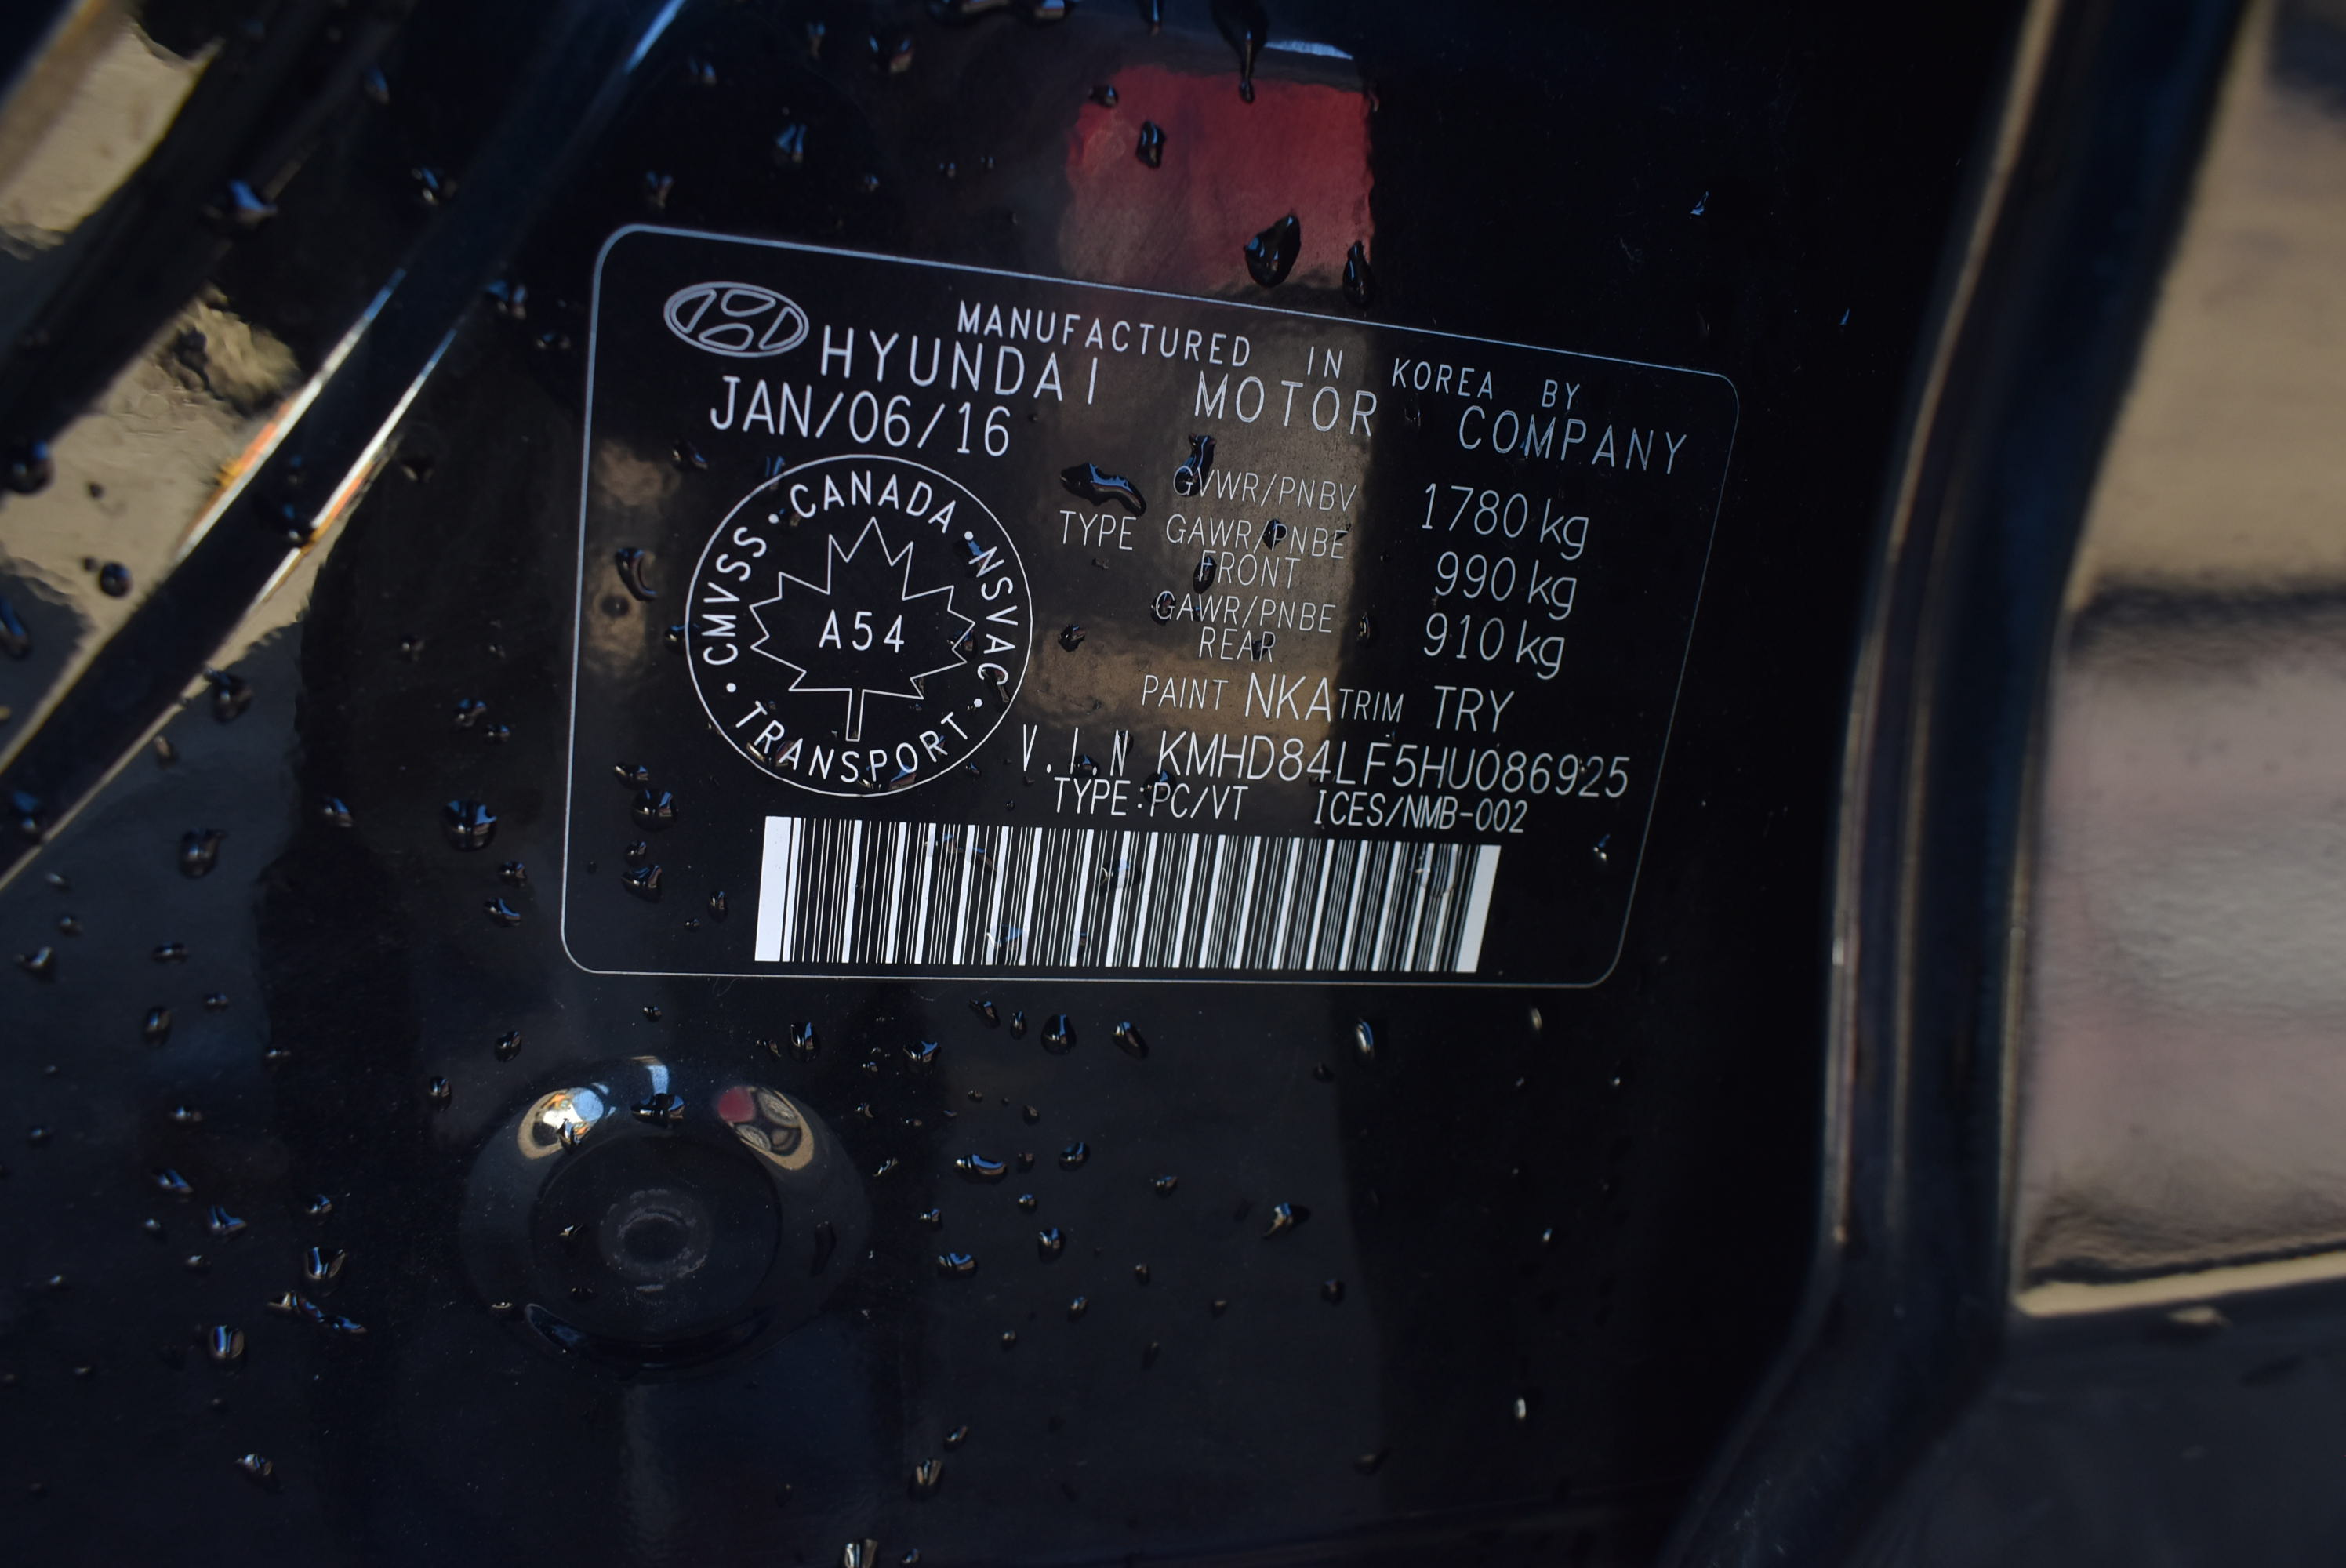 MANUFACTURED IN KOREA BY
HYUNDAI MOTOR COMPANY
JAN/06/16
CMVSS • CANADA • NSVAC • TRANSPORT •
A54
GVWR/PNBV 1780 kg
TYPE GAWR/PNBE FRONT 990 kg
GAWR/PNBE REAR 910 kg
PAINT NKA TRIM TRY
V.I.N KMHD84LF5HU086925
TYPE:PC/VT ICES/NMB-002